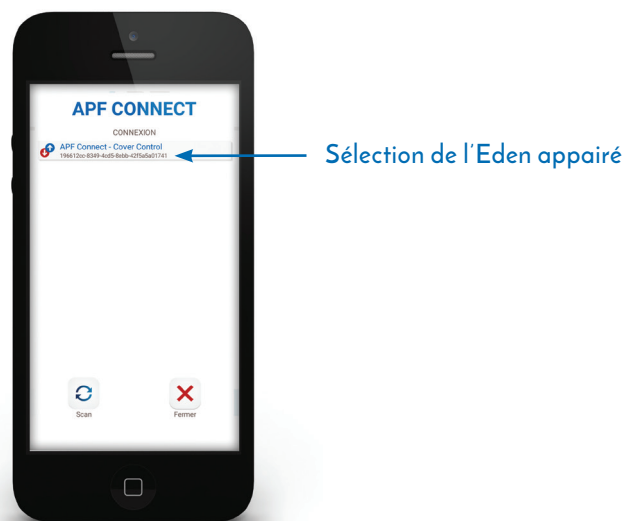 APF CONNECT
CONNEXION
APF Connect - Cover Control
196612cc-8349-4cd5-8ebb-42f5a5a01741
Sélection de l'Eden appairé
Scan
Fermer